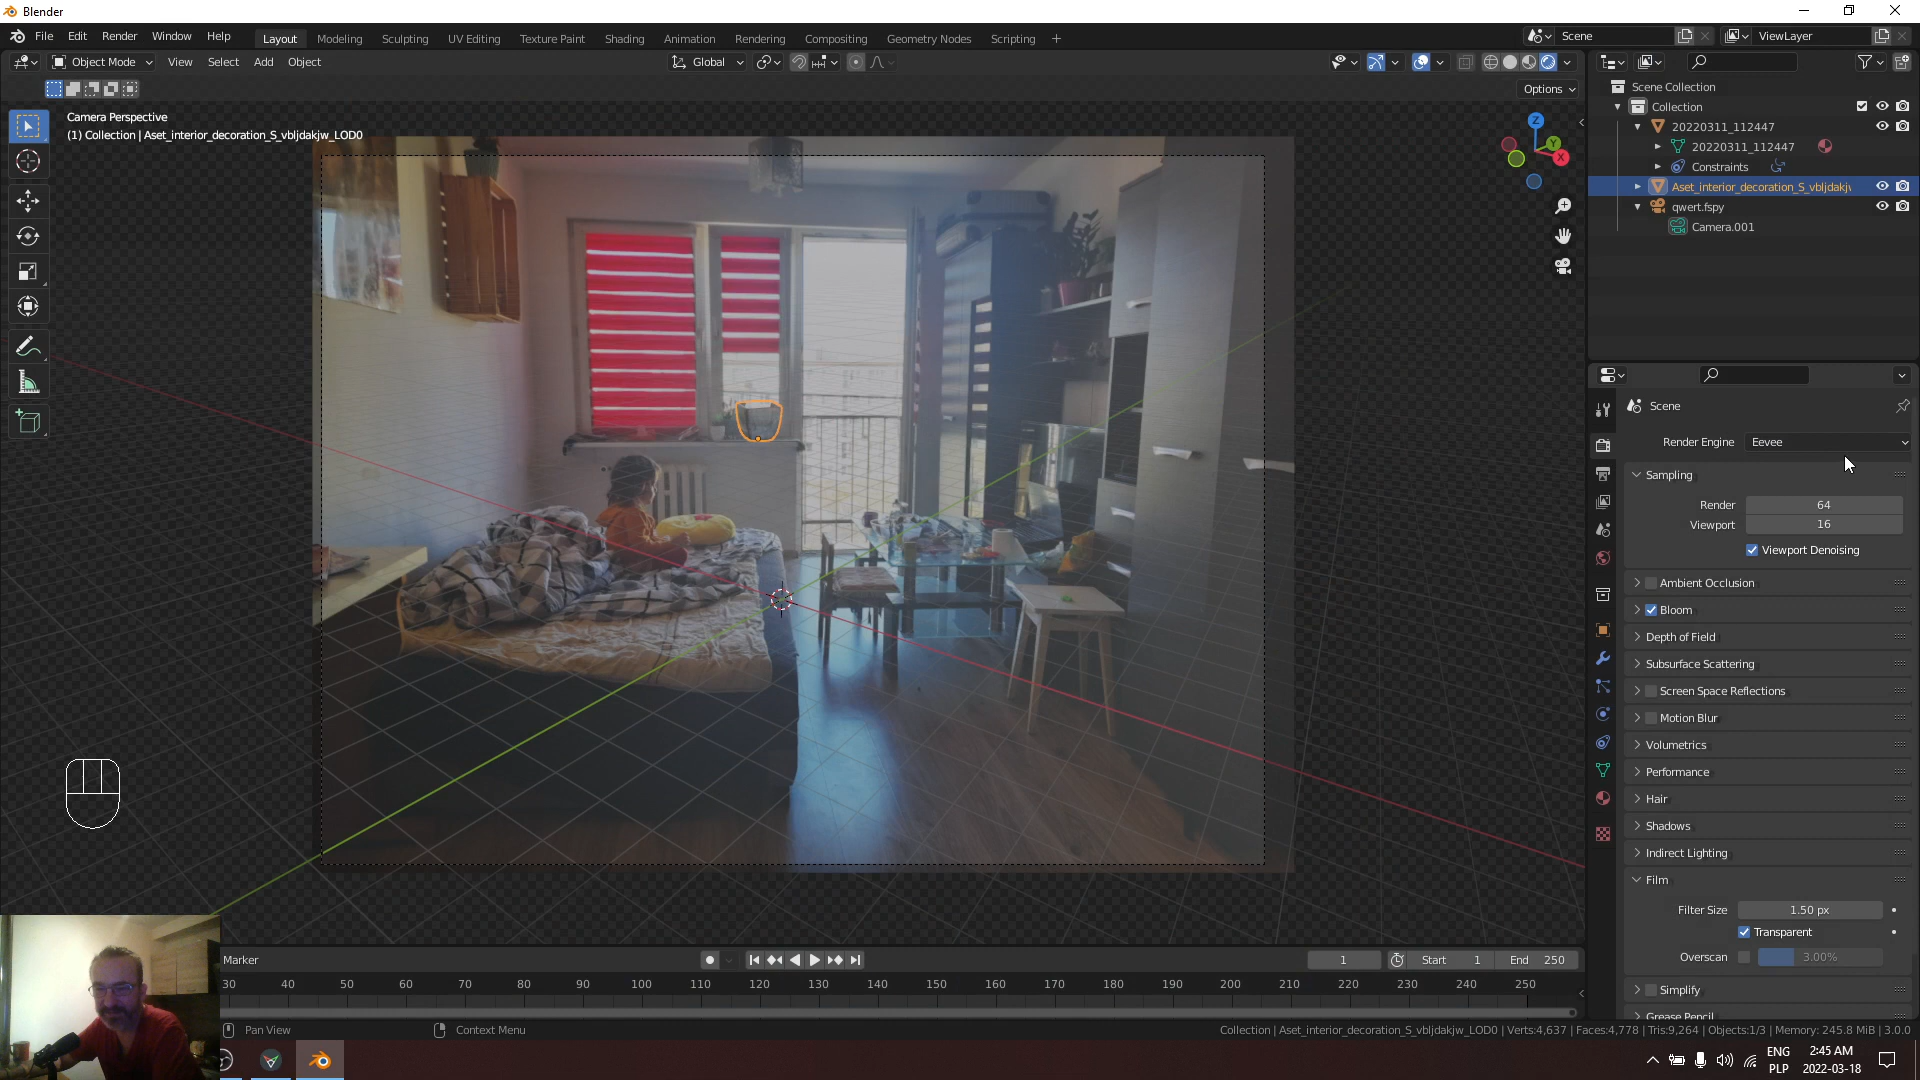 Blender
File Edit Render Window Help
Layout Modeling Sculpting UV Editing Texture Paint Shading Animation Rendering Compositing Geometry Nodes Scripting +
Scene
ViewLayer
Object Mode View Select Add Object
Global
Options
Camera Perspective
(1) Collection | Aset_interior_decoration_S_vbljdakjw_LOD0
Z
Y
X
Scene Collection
Collection
20220311_112447
20220311_112447
Constraints
Aset_interior_decoration_S_vbljdakj
qwert.fspy
Camera.001
Scene
Render Engine Eevee
Sampling
Render 64
Viewport 16
Viewport Denoising
Ambient Occlusion
Bloom
Depth of Field
Subsurface Scattering
Screen Space Reflections
Motion Blur
Volumetrics
Performance
Hair
Shadows
Indirect Lighting
Film
Filter Size 1.50 px
Transparent
Overscan 3.00%
Simplify
Grease Pencil
Marker
1 Start 1 End 250
30 40 50 60 70 80 90 100 110 120 130 140 150 160 170 180 190 200 210 220 230 240 250
Pan View
Context Menu
Collection | Aset_interior_decoration_S_vbljdakjw_LOD0 | Verts:4,637 | Faces:4,778 | Tris:9,264 | Objects:1/3 | Memory: 245.8 MiB | 3.0.0
ENG
PLP
2:45 AM
2022-03-18